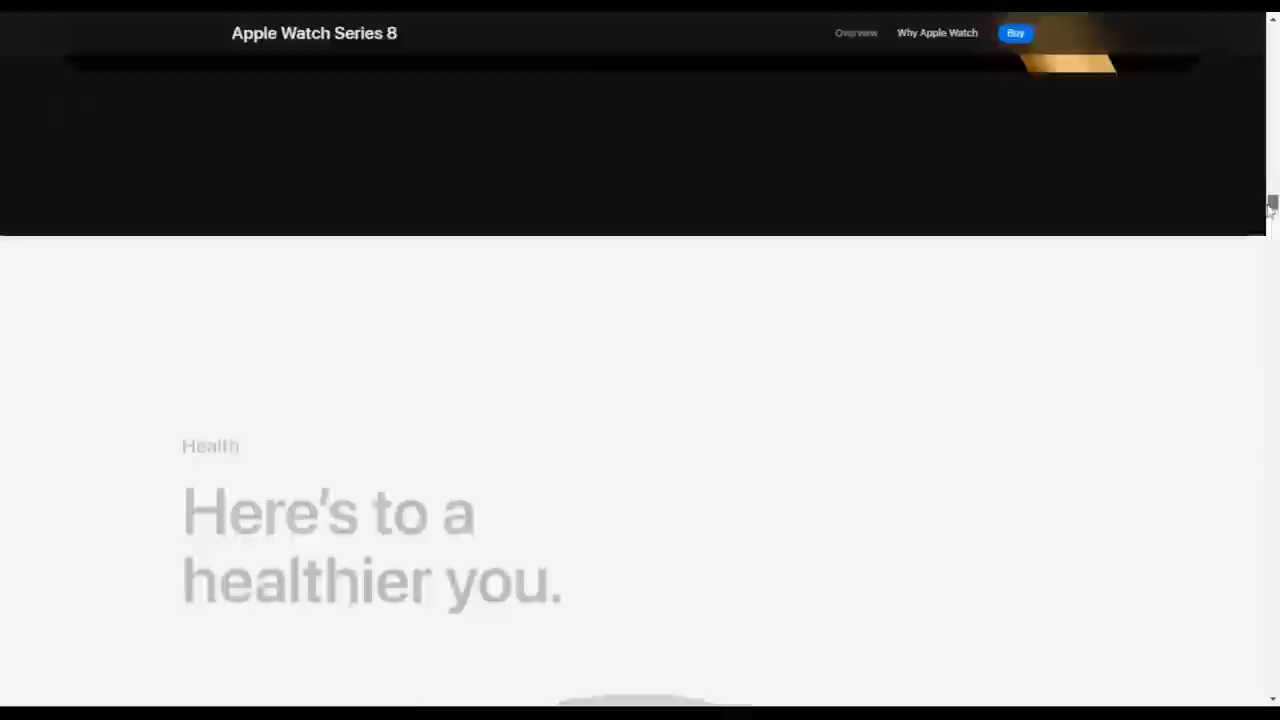 Apple Watch Series 8
Overview
Why Apple Watch
Buy
Health
Here's to a
healthier you.